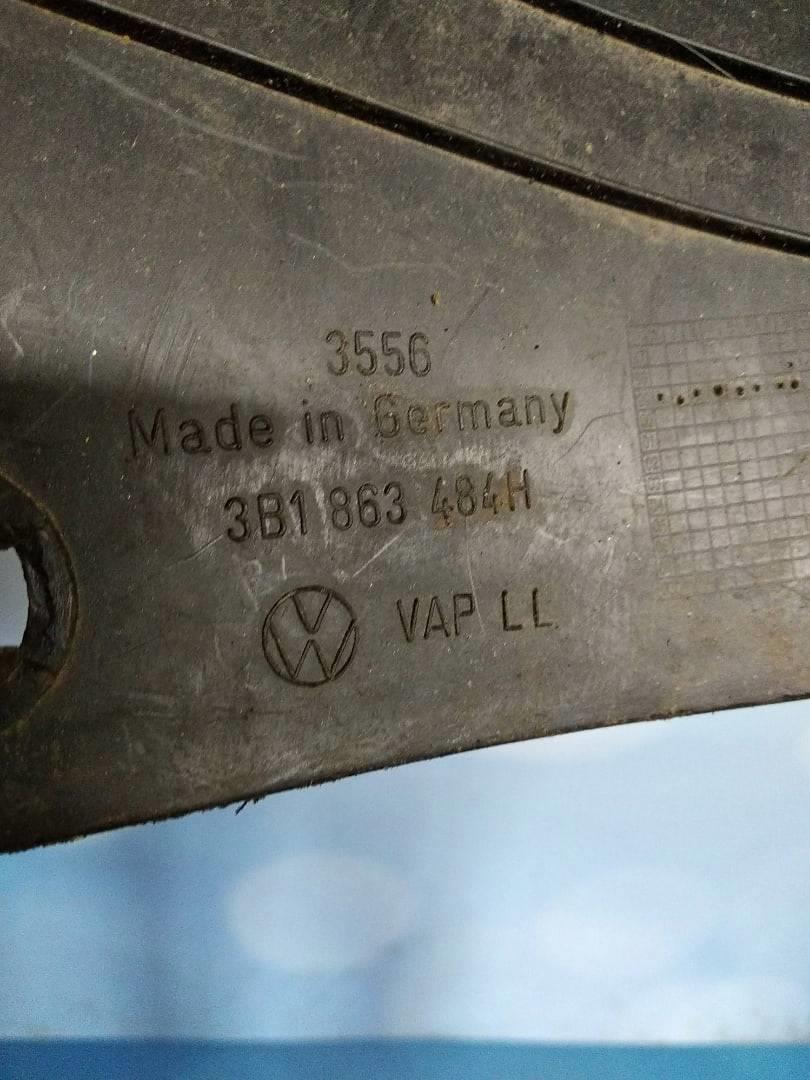 3556
Made in Germany
3B1 863 484H
VAP LL